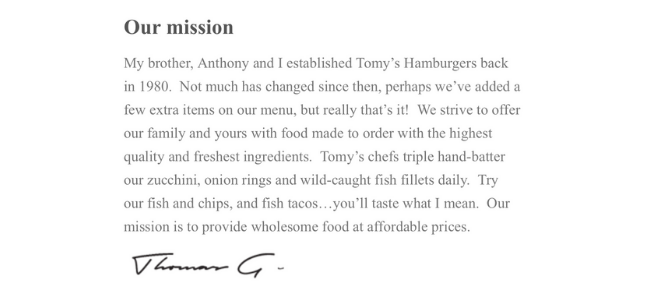 Our mission
My brother, Anthony and I established Tomy's Hamburgers back
in 1980.  Not much has changed since then, perhaps we've added a
few extra items on our menu, but really that's it!  We strive to offer
our family and yours with food made to order with the highest
quality and freshest ingredients.  Tomy's chefs triple hand-batter
our zucchini, onion rings and wild-caught fish fillets daily.  Try
our fish and chips, and fish tacos…you'll taste what I mean.  Our
mission is to provide wholesome food at affordable prices.
Thomas G.